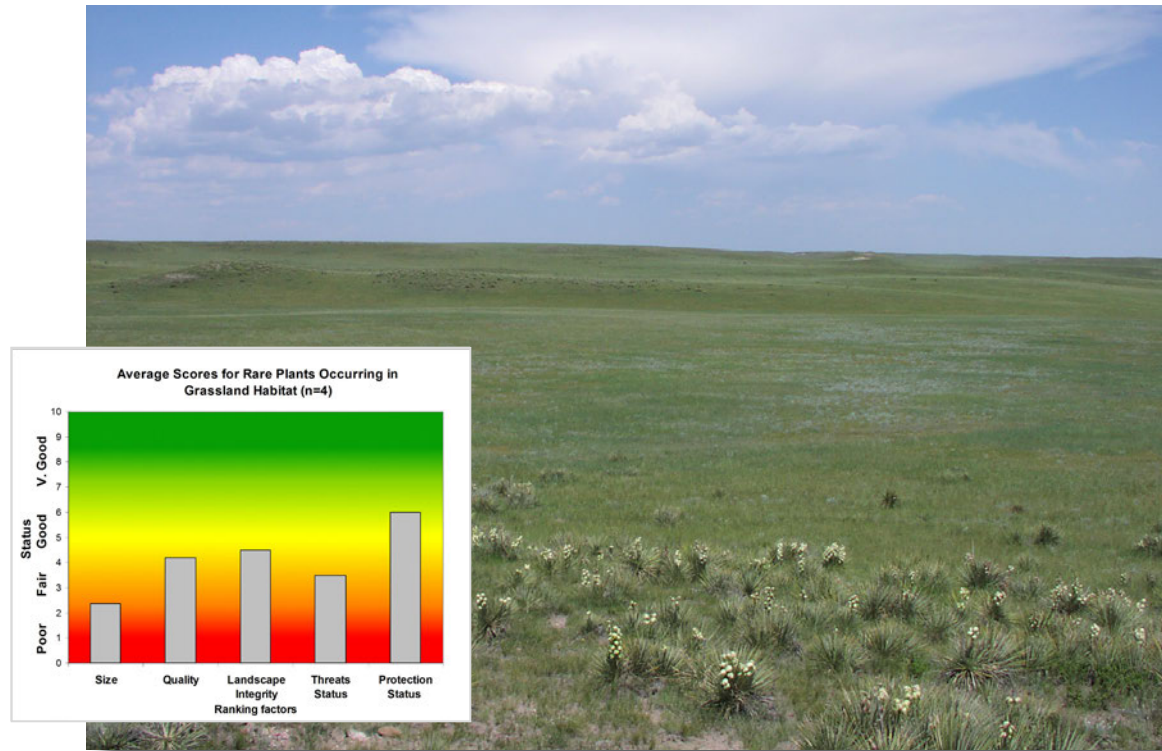 Average Scores for Rare Plants Occurring in
Grassland Habitat (n=4)
10
9
8
7
6
5
4
3
2
1
0
Status
V. Good
Good
Fair
Poor
Size
Quality
Landscape
Integrity
Threats
Status
Protection
Status
Ranking factors